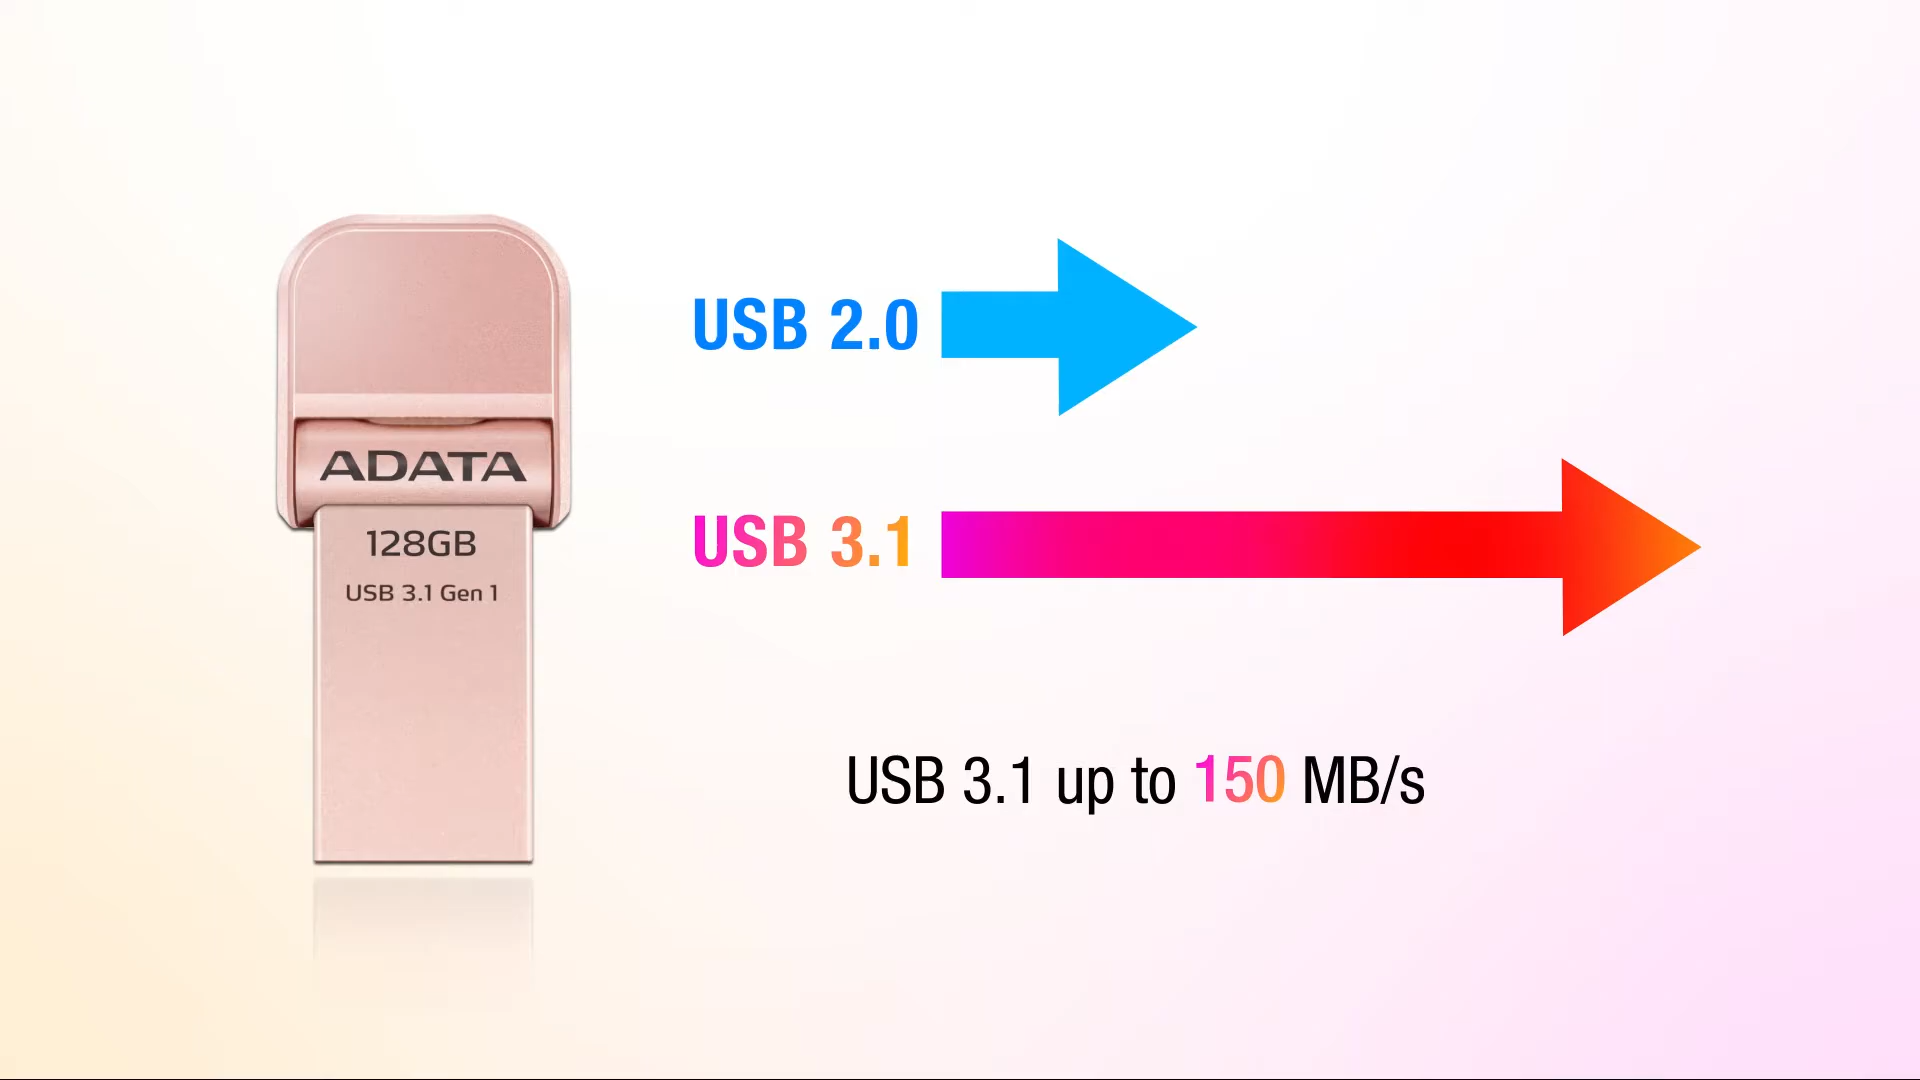 ADATA
128GB
USB 3.1 Gen 1
USB 2.0
USB 3.1
USB 3.1 up to 150 MB/s